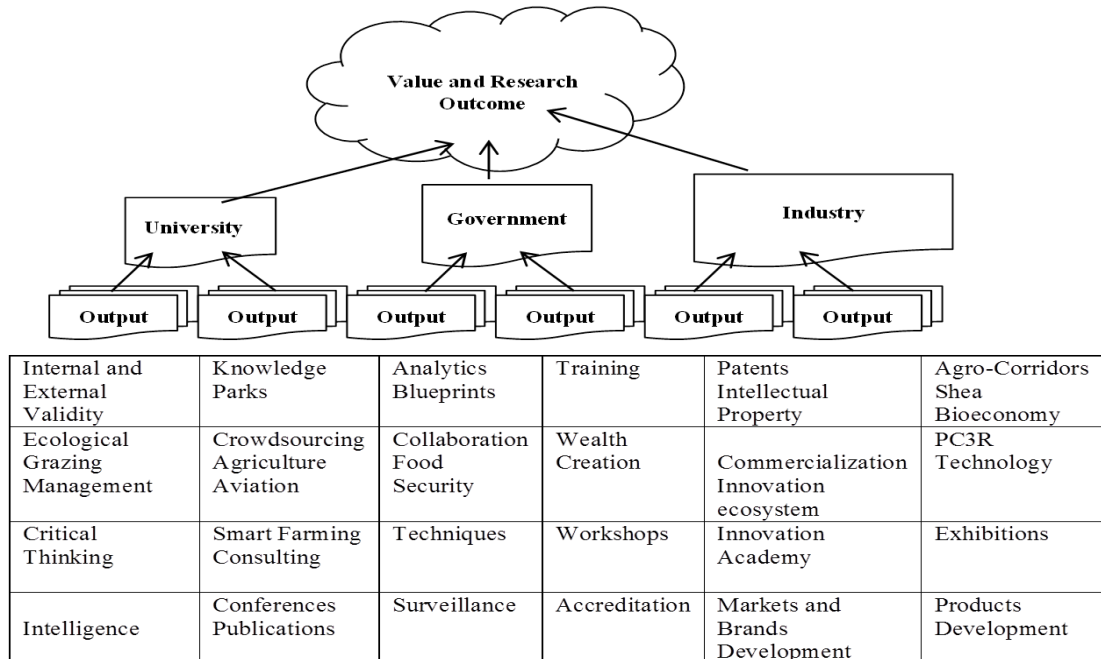 Value and Research
Outcome
University
Government
Industry
Output
Output
Output
Output
Output
Output
Internal and
External
Validity
Knowledge
Parks
Analytics
Blueprints
Training
Patents
Intellectual
Property
Agro-Corridors
Shea
Bioeconomy
Ecological
Grazing
Management
Crowdsourcing
Agriculture
Aviation
Collaboration
Food
Security
Wealth
Creation
Commercialization
Innovation
ecosystem
PC3R
Technology
Critical
Thinking
Smart Farming
Consulting
Techniques
Workshops
Innovation
Academy
Exhibitions
Intelligence
Conferences
Publications
Surveillance
Accreditation
Markets and
Brands
Development
Products
Development